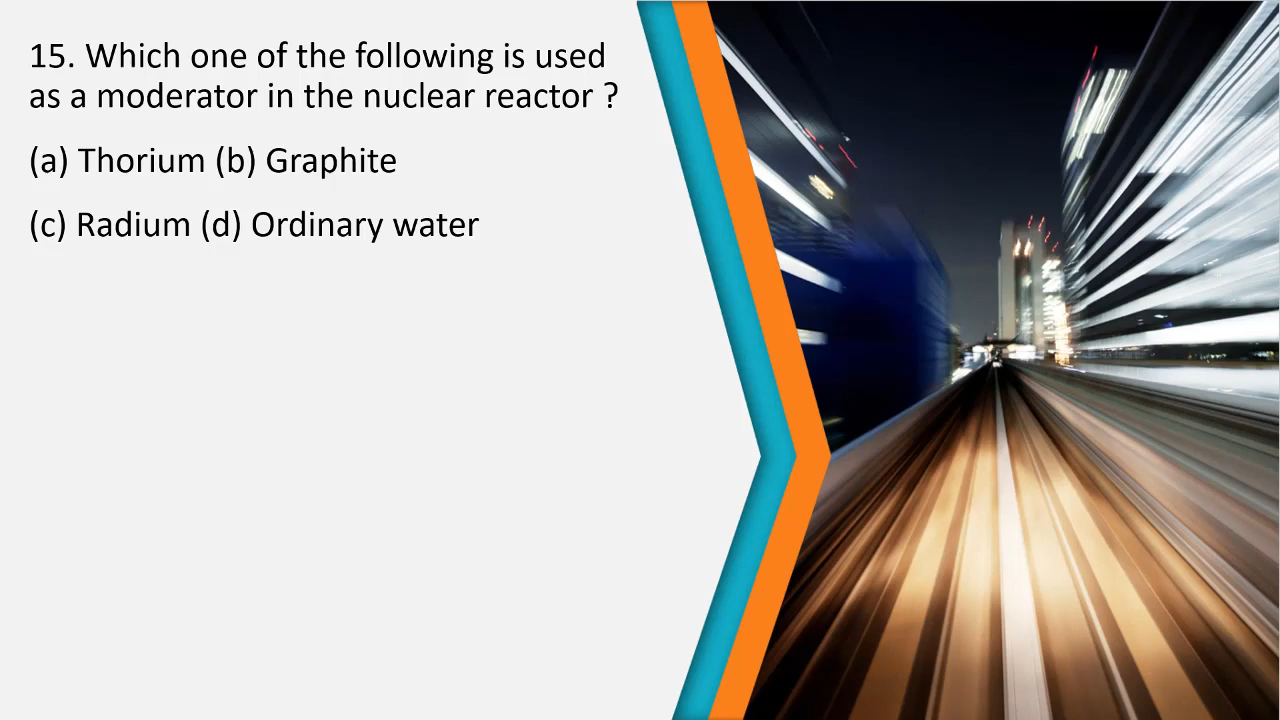 15. Which one of the following is used
as a moderator in the nuclear reactor ?
(a) Thorium (b) Graphite
(c) Radium (d) Ordinary water